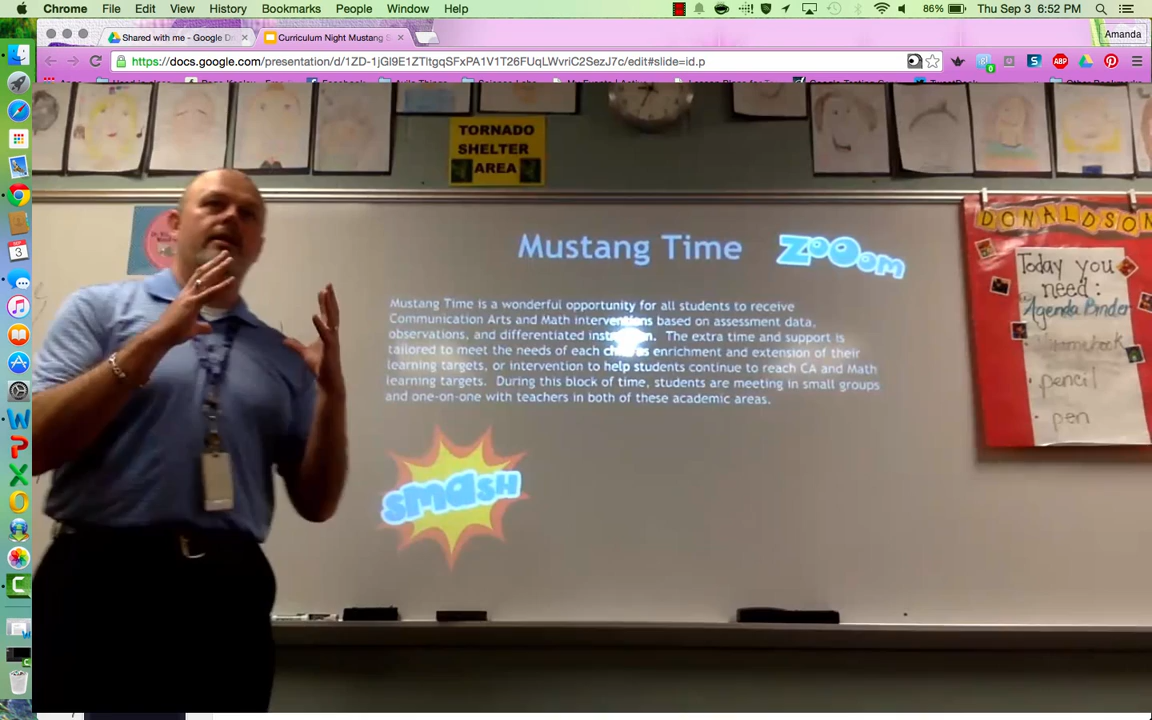 Chrome File Edit View History Bookmarks People Window Help 86% Thu Sep 3 6:52 PM
Shared with me - Google Dr Curriculum Night Mustang S Amanda
https://docs.google.com/presentation/d/1ZD-1jGl9E1ZTltgqSFxPA1V1T26FUqLWvriC2SezJ7c/edit#slide=id.p
TORNADO
SHELTER
AREA
DONALDSON
Mustang Time ZOOOM
Today you
need:
Agenda Binder
pencil
pen
Mustang Time is a wonderful opportunity for all students to receive
Communication Arts and Math interventions based on assessment data,
observations, and differentiated The extra time and support is
tailored to meet the needs of each enrichment and extension of their
learning targets, or intervention to help students continue to reach CA and Math
learning targets. During this block of time, students are meeting in small groups
and one-on-one with teachers in both of these academic areas.
SMASH